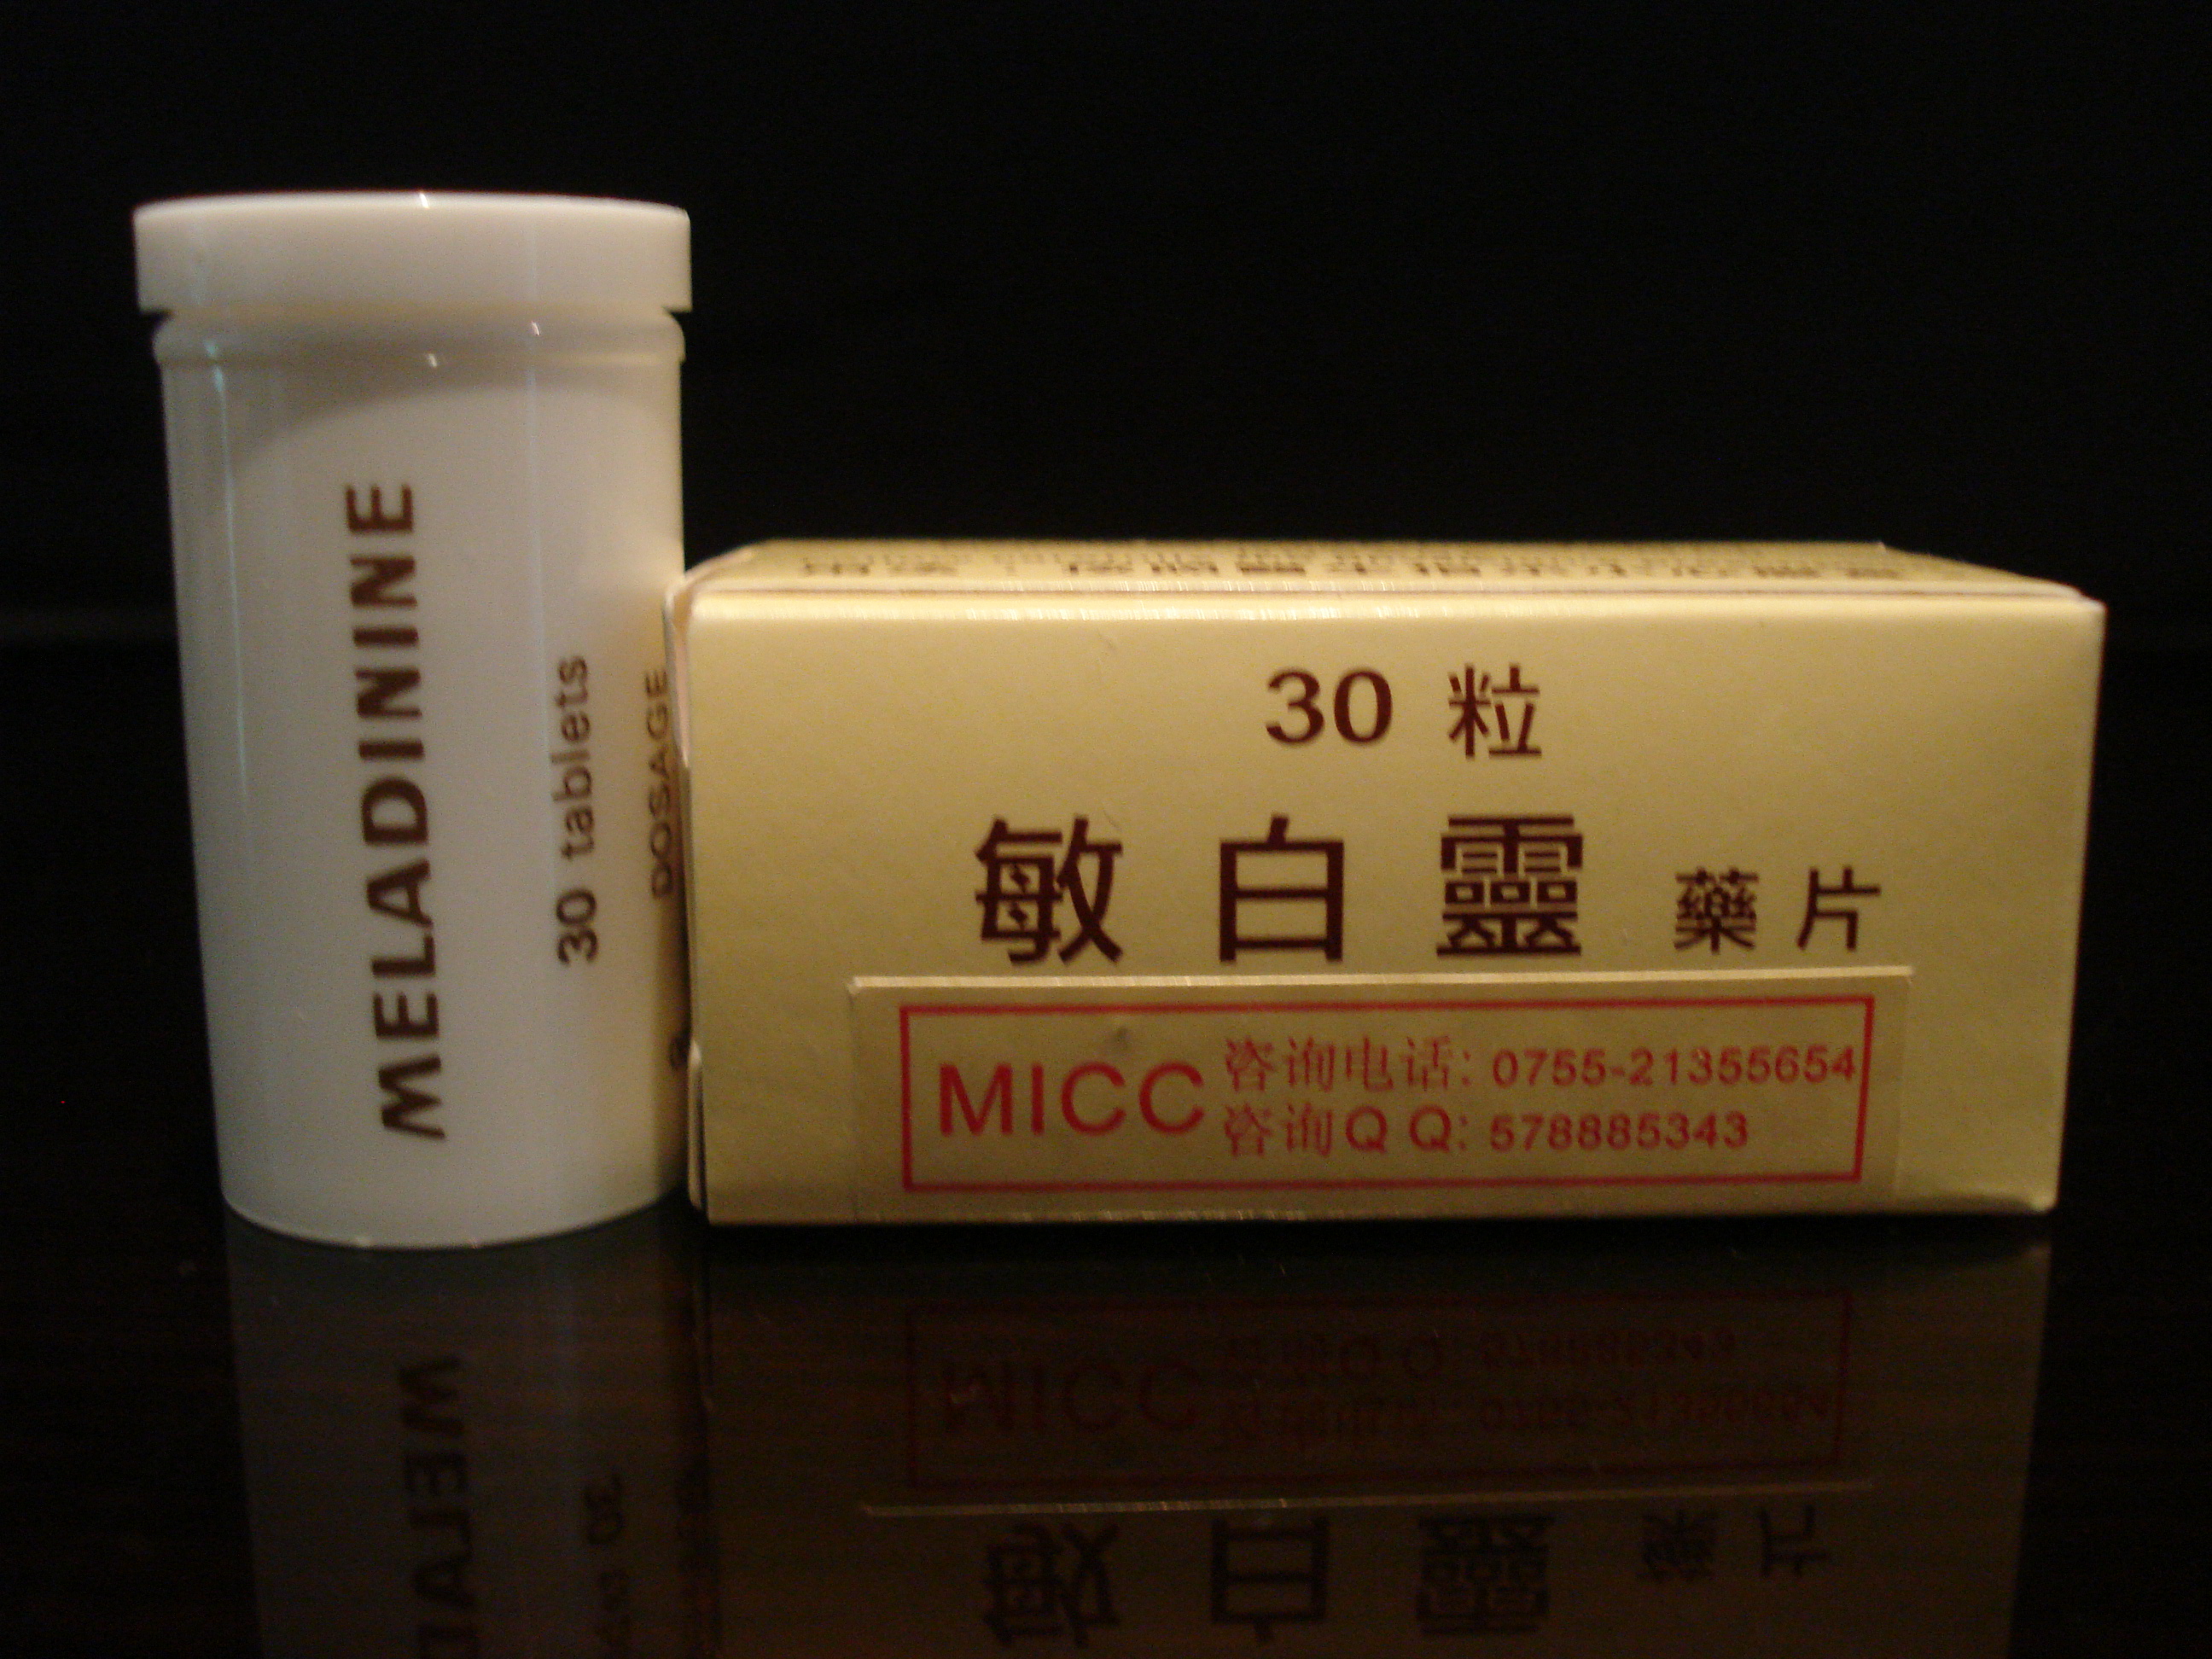 MELADININE
30 tablets
DOSAGE
30 粒
敏白靈 藥片
MICC
咨询电话: 0755-21355654
咨询QQ: 578885343